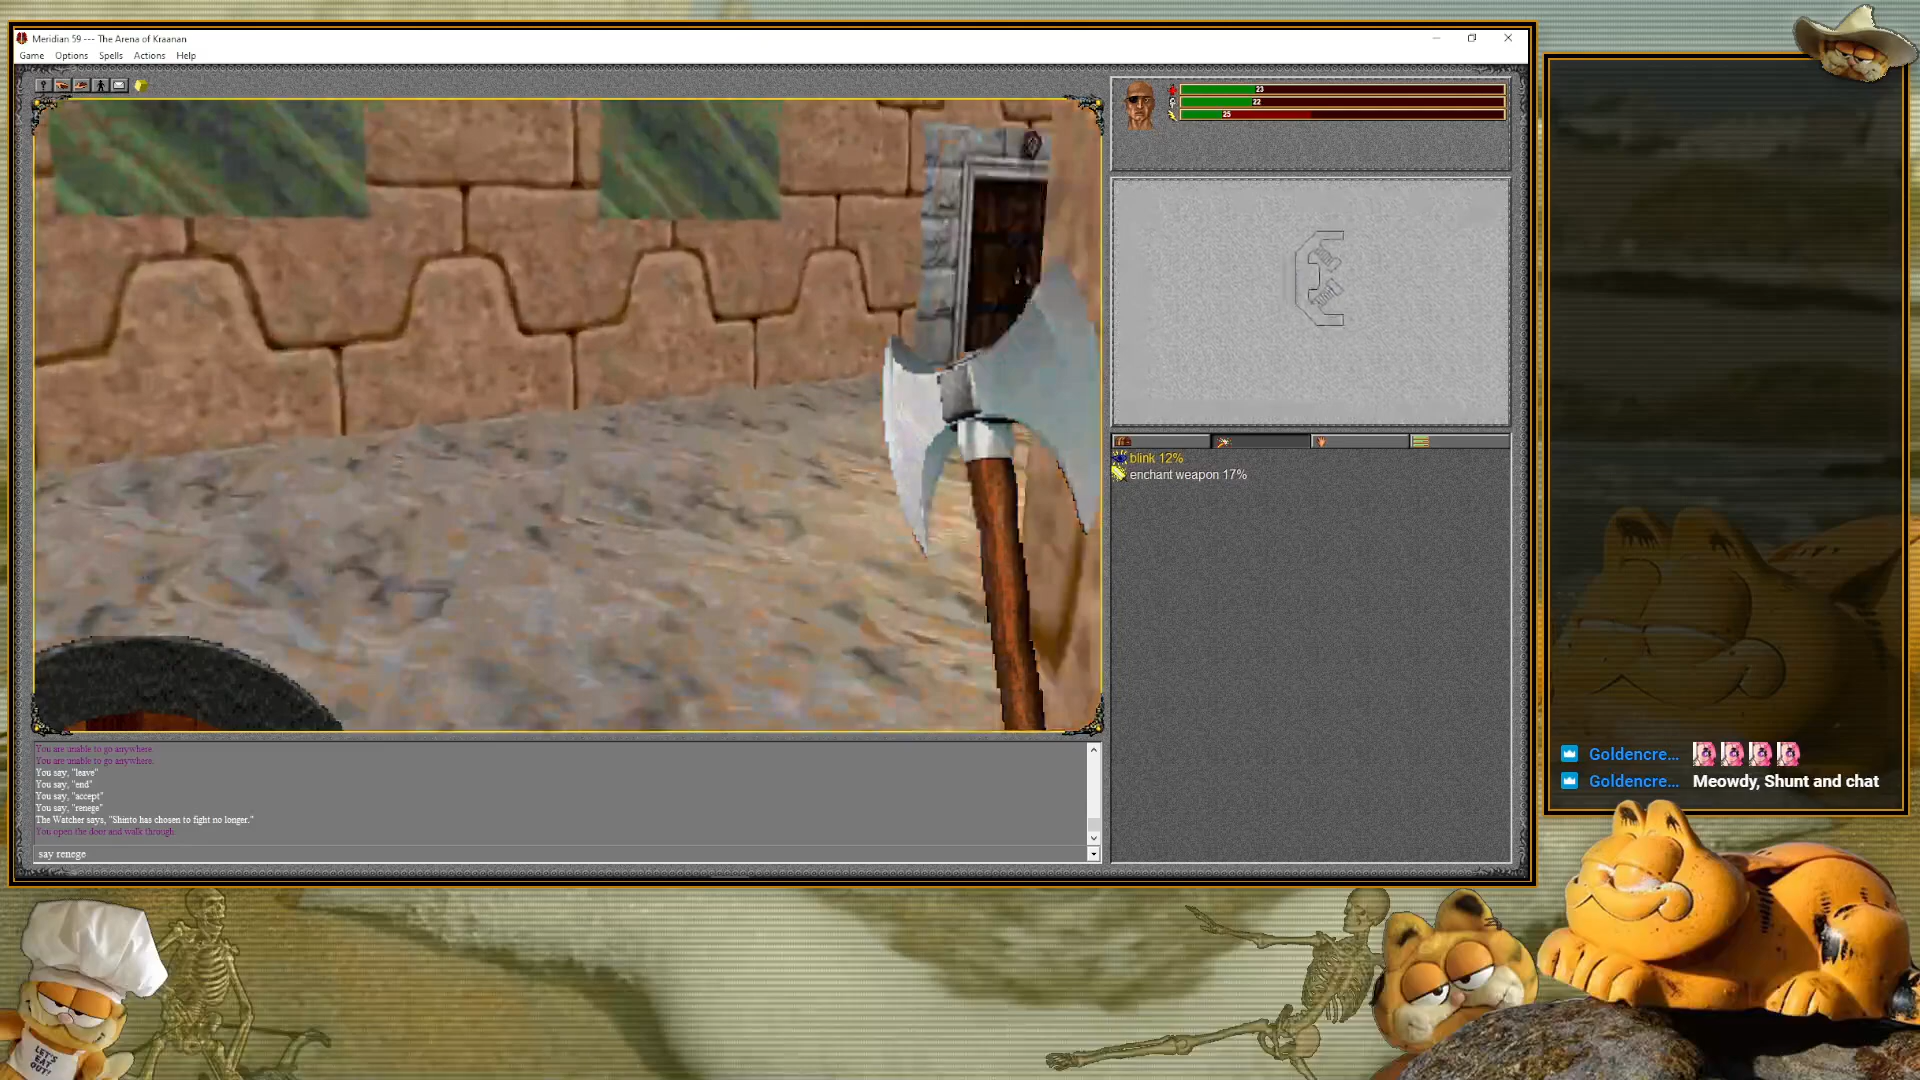 Meridian 59 --- The Arena of Kraanan
Game Options Spells Actions Help
23
22
25
blink 12%
enchant weapon 17%
You are unable to go anywhere.
You are unable to go anywhere.
You say, "leave"
You say, "end"
You say, "accept"
You say, "renege"
The Watcher says, "Shinto has chosen to fight no longer."
You open the door and walk through.
say renege
Goldencre...
Goldencre... Meowdy, Shunt and chat
LET'S
EAT
OUT!